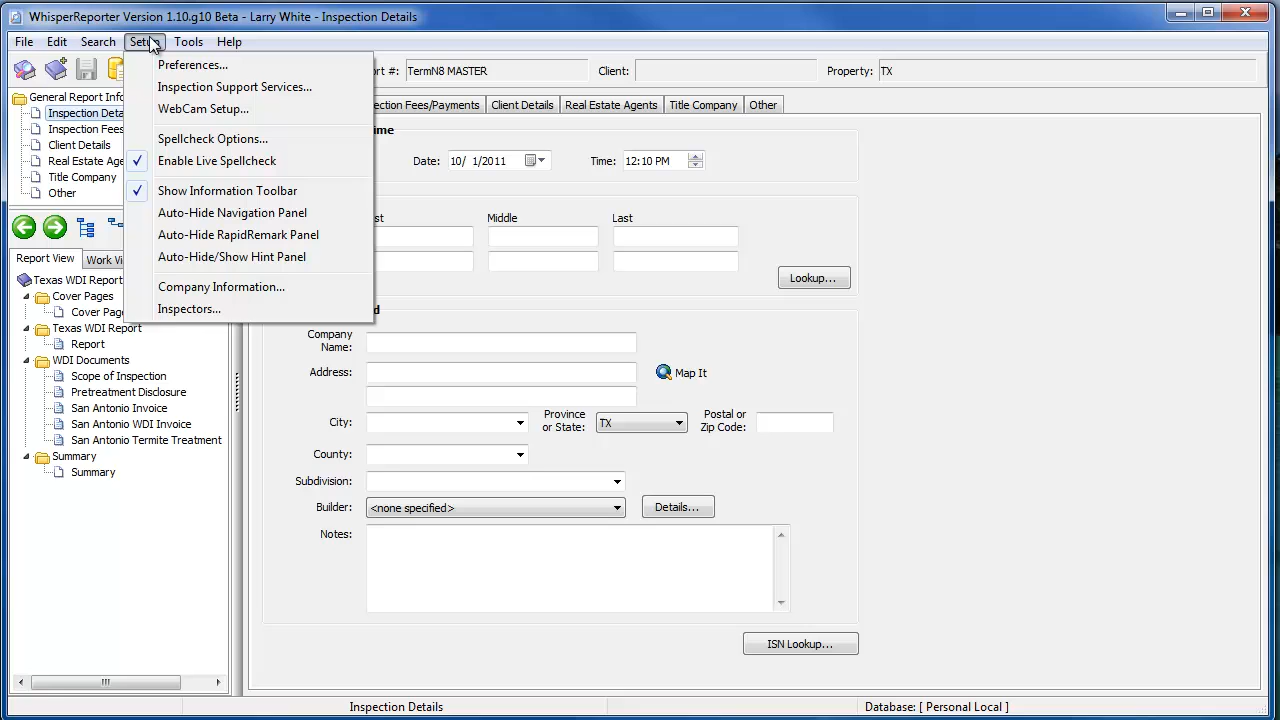 WhisperReporter Version 1.10.g10 Beta - Larry White - Inspection Details
File Edit Search Setup Tools Help
Preferences...
Inspection Support Services...
WebCam Setup...
Spellcheck Options...
Enable Live Spellcheck
Show Information Toolbar
Auto-Hide Navigation Panel
Auto-Hide RapidRemark Panel
Auto-Hide/Show Hint Panel
Company Information...
Inspectors...
ort #: TermN8 MASTER Client: Property: TX
General Report Info
Inspection Deta
Inspection Fees
Client Details
Real Estate Age
Title Company
Other
Report View Work Vi
Texas WDI Report
Cover Pages
Cover Page
Texas WDI Report
Report
WDI Documents
Scope of Inspection
Pretreatment Disclosure
San Antonio Invoice
San Antonio WDI Invoice
San Antonio Termite Treatment
Summary
Summary
ection Fees/Payments Client Details Real Estate Agents Title Company Other
ime
Date: 10/ 1/2011 Time: 12:10 PM
st Middle Last
Lookup...
d
Company
Name:
Address: Map It
City: Province
or State: TX Postal or
Zip Code:
County:
Subdivision:
Builder: <none specified> Details...
Notes:
ISN Lookup...
Inspection Details Database: [ Personal Local ]